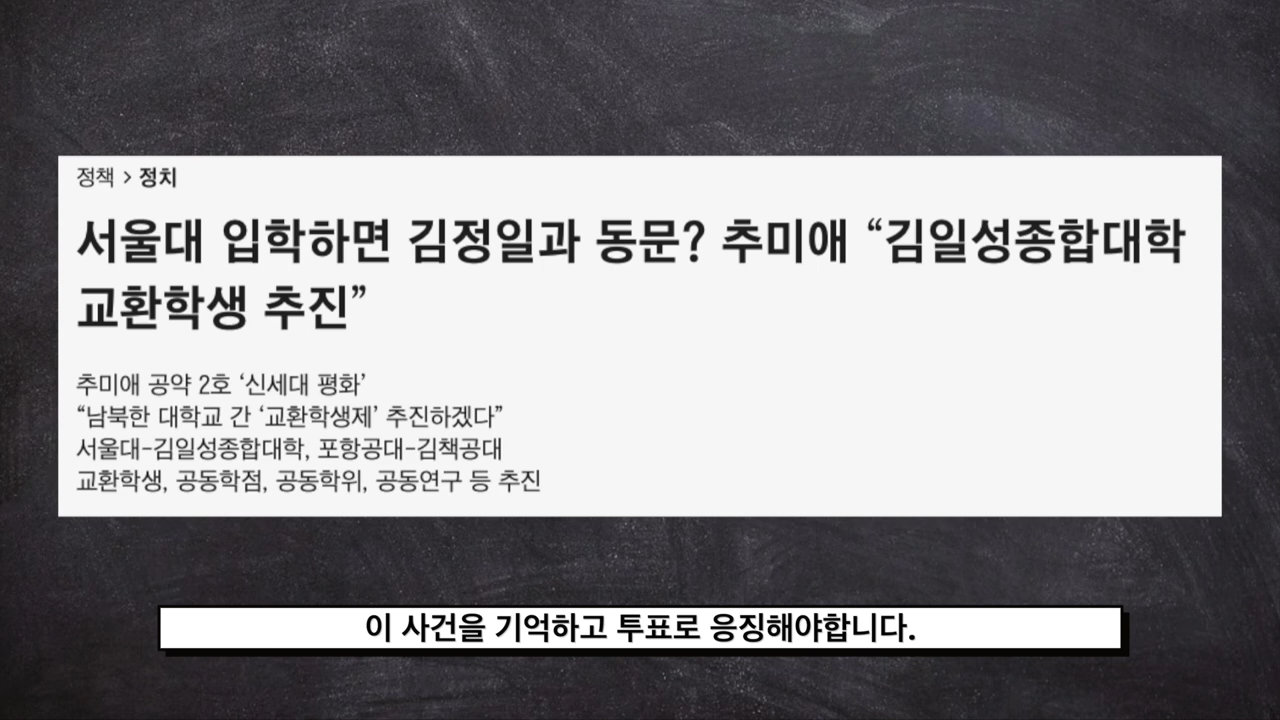 정책 > 정치
서울대 입학하면 김정일과 동문? 추미애 “김일성종합대학
교환학생 추진”
추미애 공약 2호 ‘신세대 평화’
“남북한 대학교 간 ‘교환학생제’ 추진하겠다”
서울대-김일성종합대학, 포항공대-김책공대
교환학생, 공동학점, 공동학위, 공동연구 등 추진
이 사건을 기억하고 투표로 응징해야합니다.